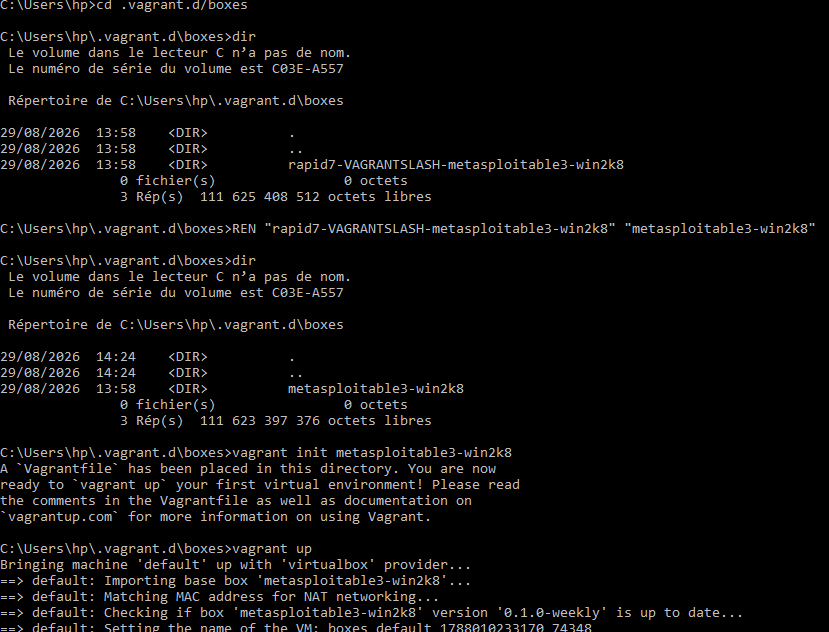 C:\Users\hp>cd .vagrant.d/boxes
C:\Users\hp\.vagrant.d\boxes>dir
Le volume dans le lecteur C n’a pas de nom.
Le numéro de série du volume est C03E-A557
Répertoire de C:\Users\hp\.vagrant.d\boxes
29/08/2026  13:58    <DIR>          .
29/08/2026  13:58    <DIR>          ..
29/08/2026  13:58    <DIR>          rapid7-VAGRANTSLASH-metasploitable3-win2k8
0 fichier(s)                0 octets
3 Rép(s)  111 625 408 512 octets libres
C:\Users\hp\.vagrant.d\boxes>REN "rapid7-VAGRANTSLASH-metasploitable3-win2k8" "metasploitable3-win2k8"
C:\Users\hp\.vagrant.d\boxes>dir
Le volume dans le lecteur C n’a pas de nom.
Le numéro de série du volume est C03E-A557
Répertoire de C:\Users\hp\.vagrant.d\boxes
29/08/2026  14:24    <DIR>          .
29/08/2026  14:24    <DIR>          ..
29/08/2026  13:58    <DIR>          metasploitable3-win2k8
0 fichier(s)                0 octets
3 Rép(s)  111 623 397 376 octets libres
C:\Users\hp\.vagrant.d\boxes>vagrant init metasploitable3-win2k8
A `Vagrantfile` has been placed in this directory. You are now
ready to `vagrant up` your first virtual environment! Please read
the comments in the Vagrantfile as well as documentation on
`vagrantup.com` for more information on using Vagrant.
C:\Users\hp\.vagrant.d\boxes>vagrant up
Bringing machine 'default' up with 'virtualbox' provider...
==> default: Importing base box 'metasploitable3-win2k8'...
==> default: Matching MAC address for NAT networking...
==> default: Checking if box 'metasploitable3-win2k8' version '0.1.0-weekly' is up to date...
==> default: Setting the name of the VM: boxes_default_1788010233170_74348